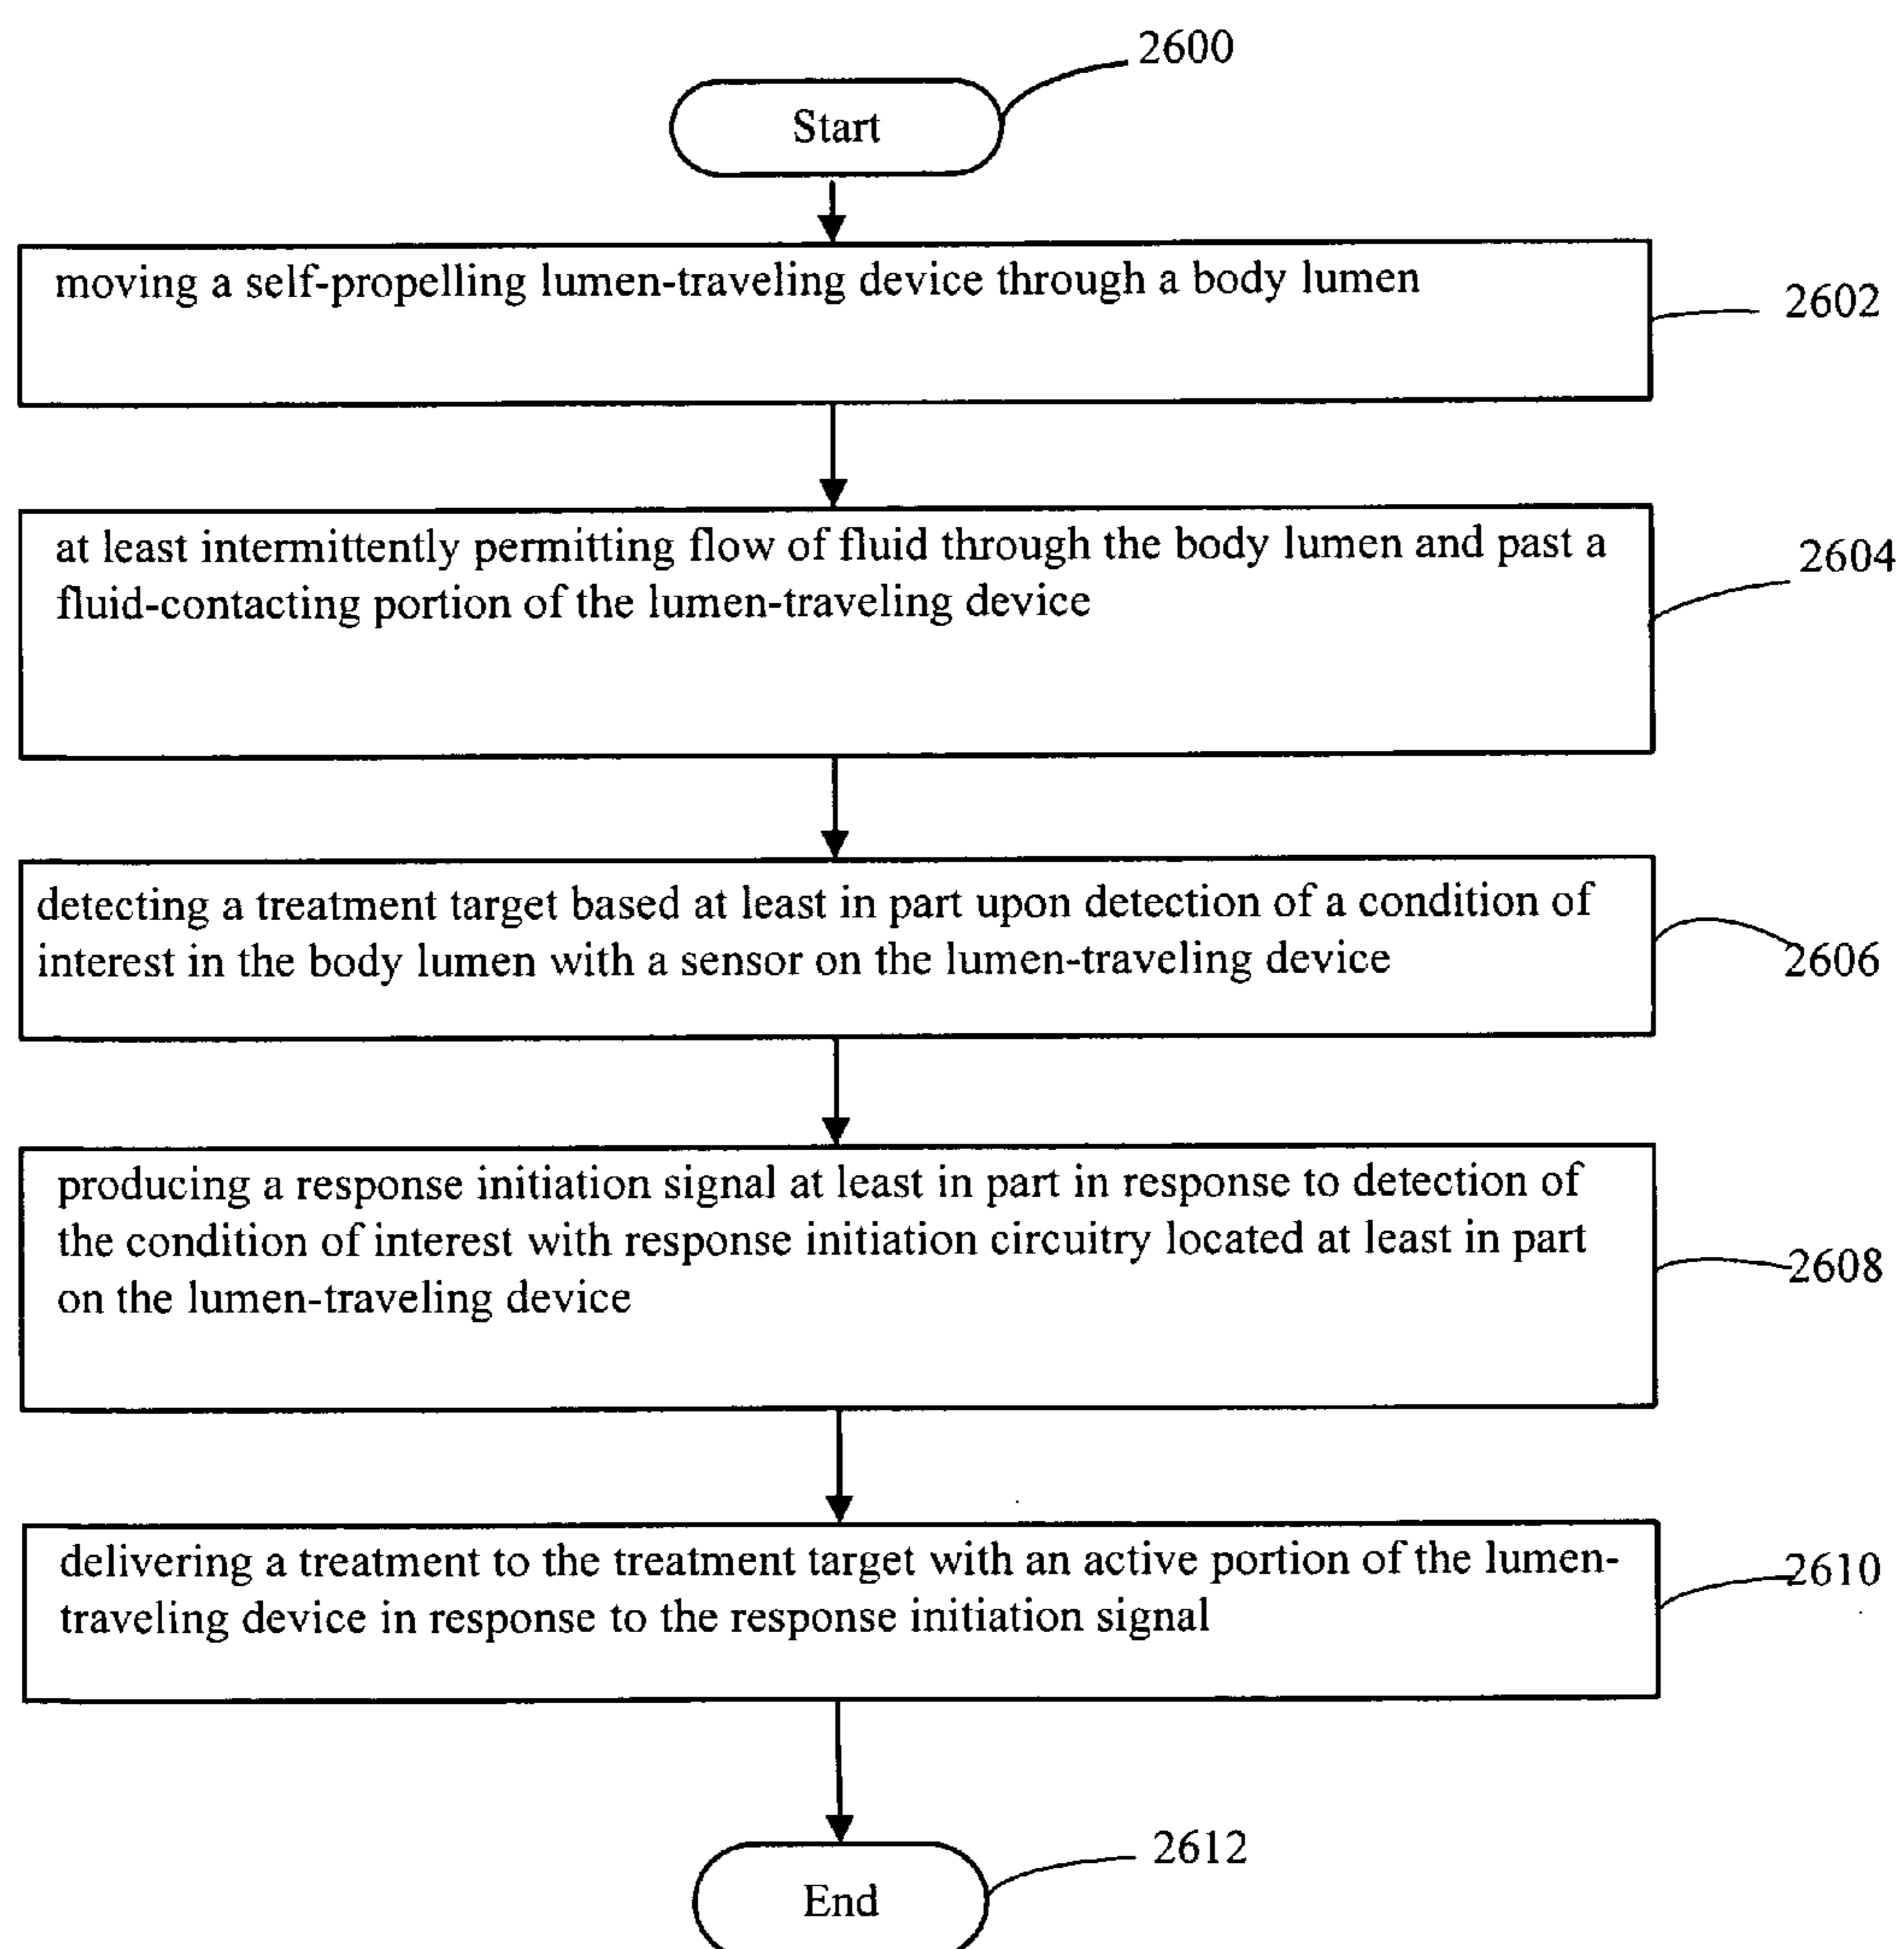 2600
Start
moving a self-propelling lumen-traveling device through a body lumen
2602
at least intermittently permitting flow of fluid through the body lumen and past a
fluid-contacting portion of the lumen-traveling device
2604
detecting a treatment target based at least in part upon detection of a condition of
interest in the body lumen with a sensor on the lumen-traveling device
2606
producing a response initiation signal at least in part in response to detection of
the condition of interest with response initiation circuitry located at least in part
on the lumen-traveling device
2608
delivering a treatment to the treatment target with an active portion of the lumen-
traveling device in response to the response initiation signal
2610
2612
End